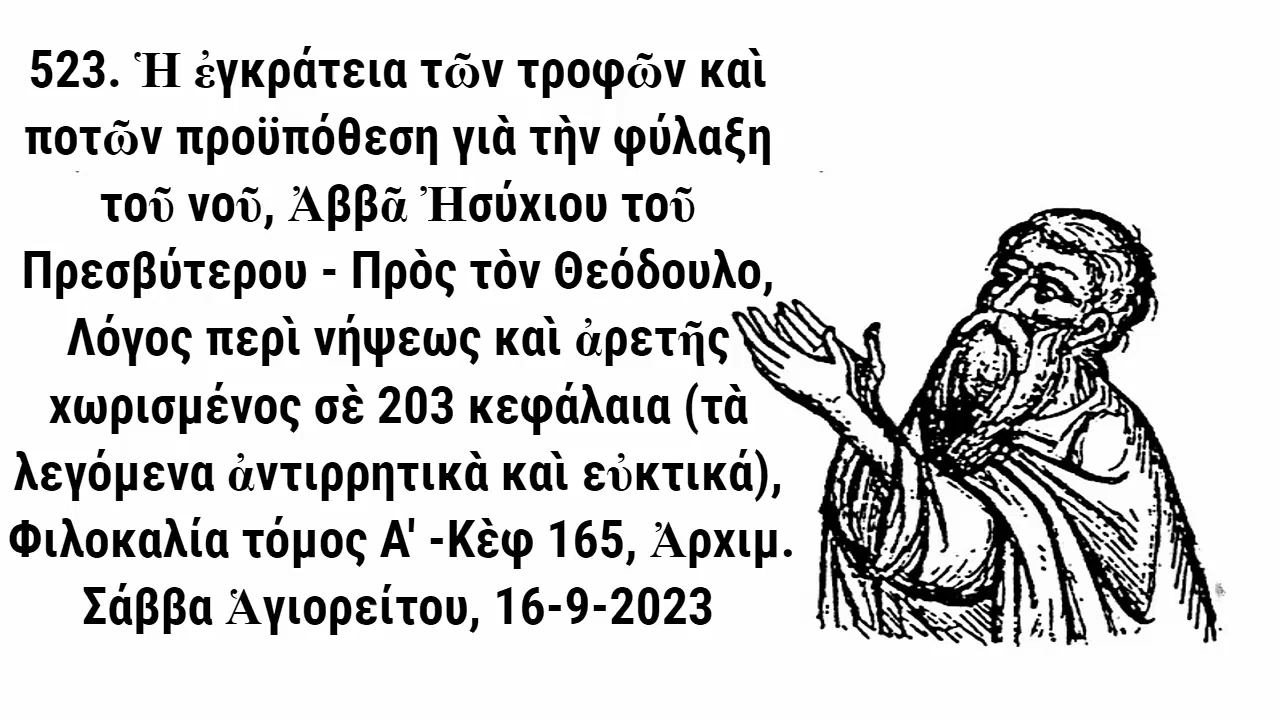 523. Ἡ ἐγκράτεια τῶν τροφῶν καὶ
ποτῶν προϋπόθεση γιὰ τὴν φύλαξη
τοῦ νοῦ, Ἀββᾶ Ἠσύχιου τοῦ
Πρεσβύτερου - Πρὸς τὸν Θεόδουλο,
Λόγος περὶ νήψεως καὶ ἀρετῆς
χωρισμένος σὲ 203 κεφάλαια (τὰ
λεγόμενα ἀντιρρητικὰ καὶ εὐκτικά),
Φιλοκαλία τόμος Α' -Κὲφ 165, Ἀρχιμ.
Σάββα Ἁγιορείτου, 16-9-2023